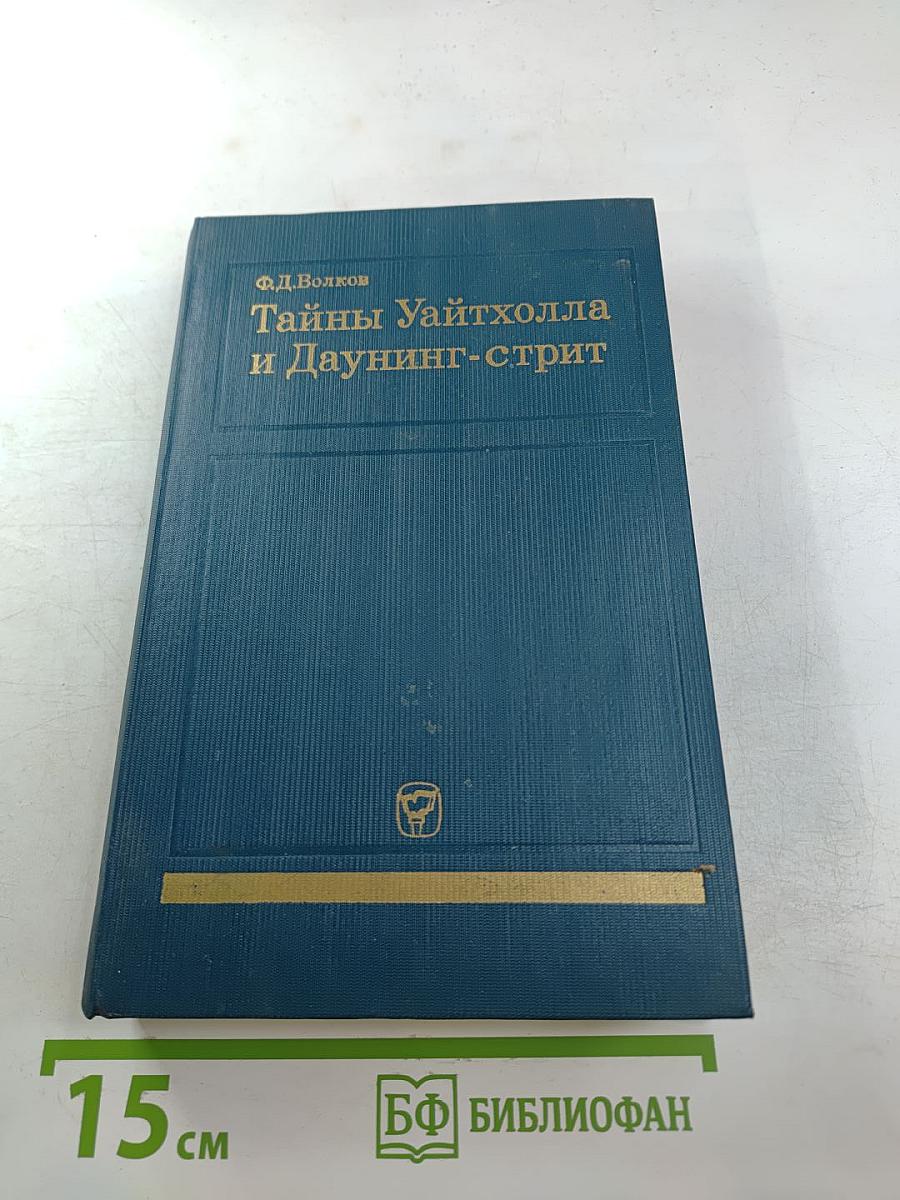 Ф.Д.Волков
Тайны Уайтхолла
и Даунинг-стрит
15 см
БФ БИБЛИОФАН